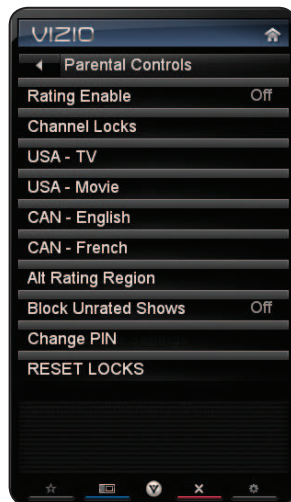 VIZIO
Parental Controls
Rating Enable Off
Channel Locks
USA - TV
USA - Movie
CAN - English
CAN - French
Alt Rating Region
Block Unrated Shows Off
Change PIN
RESET LOCKS
V